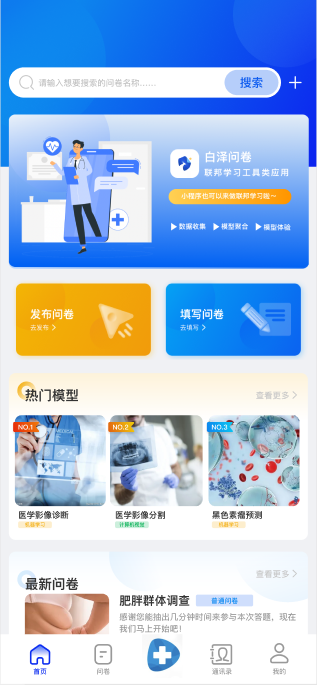 请输入想要搜索的问卷名称……
搜索
白泽问卷
联邦学习工具类应用
小程序也可以来做联邦学习啦～
数据收集 模型聚合 模型体验
发布问卷
去发布
填写问卷
去填写
热门模型
查看更多
NO.1
NO.2
NO.3
医学影像诊断
机器学习
医学影像分割
计算机视觉
黑色素瘤预测
机器学习
最新问卷
查看更多
肥胖群体调查
普通问卷
感谢您能抽出几分钟时间来参与本次答题，现在
我们马上开始吧！
首页
问卷
通讯录
我的